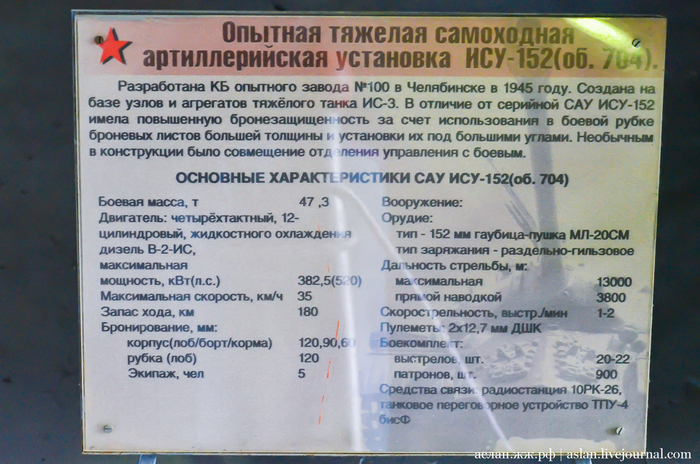 Опытная тяжелая самоходная
артиллерийская установка ИСУ-152(об. 704).
Разработана КБ опытного завода №100 в Челябинске в 1945 году. Создана на
базе узлов и агрегатов тяжёлого танка ИС-3. В отличие от серийной САУ ИСУ-152
имела повышенную бронезащищенность за счет использования в боевой рубке
броневых листов большей толщины и установки их под большими углами. Необычным
в конструкции было совмещение отделения управления с боевым.
ОСНОВНЫЕ ХАРАКТЕРИСТИКИ САУ ИСУ-152(об. 704)
Боевая масса, т 47 ,3
Двигатель: четырёхтактный, 12-
цилиндровый, жидкостного охлаждения
дизель В-2-ИС,
максимальная
мощность, кВт(л.с.) 382,5(520)
Максимальная скорость, км/ч 35
Запас хода, км 180
Бронирование, мм:
корпус(лоб/борт/корма) 120,90,60
рубка (лоб) 120
Экипаж, чел 5
Вооружение:
Орудие:
тип - 152 мм гаубица-пушка МЛ-20СМ
тип заряжания - раздельно-гильзовое
Дальность стрельбы, м:
максимальная 13000
прямой наводкой 3800
Скорострельность, выстр./мин 1-2
Пулеметы: 2х12,7 мм ДШК
Боекомплект:
выстрелов, шт. 20-22
патронов, шт. 900
Средства связи: радиостанция 10РК-26,
танковое переговорное устройство ТПУ-4
бисФ
аслан.жж.рф | aslan.livejournal.com